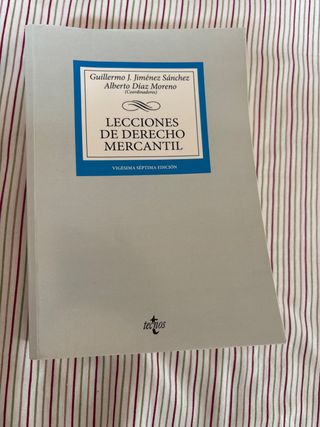 Guillermo J. Jiménez Sánchez
Alberto Díaz Moreno
(Coordinadores)
LECCIONES
DE DERECHO
MERCANTIL
VIGÉSIMA SÉPTIMA EDICIÓN
tecnos